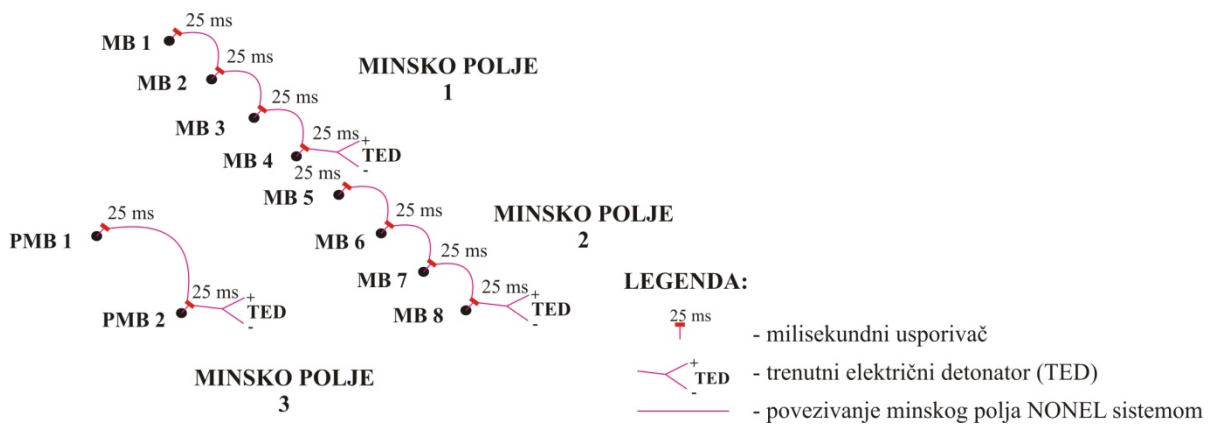 25 ms
MB 1
25 ms
MB 2
MINSKO POLJE
1
25 ms
MB 3
25 ms
+
TED
-
MB 4
25 ms
MB 5
25 ms
MB 6
MINSKO POLJE
2
25 ms
MB 7
25 ms
+
TED
-
MB 8
25 ms
PMB 1
25 ms
+
TED
-
PMB 2
MINSKO POLJE
3
LEGENDA:
25 ms
- milisekundni usporivač
+
TED
-
- trenutni električni detonator (TED)
- povezivanje minskog polja NONEL sistemom